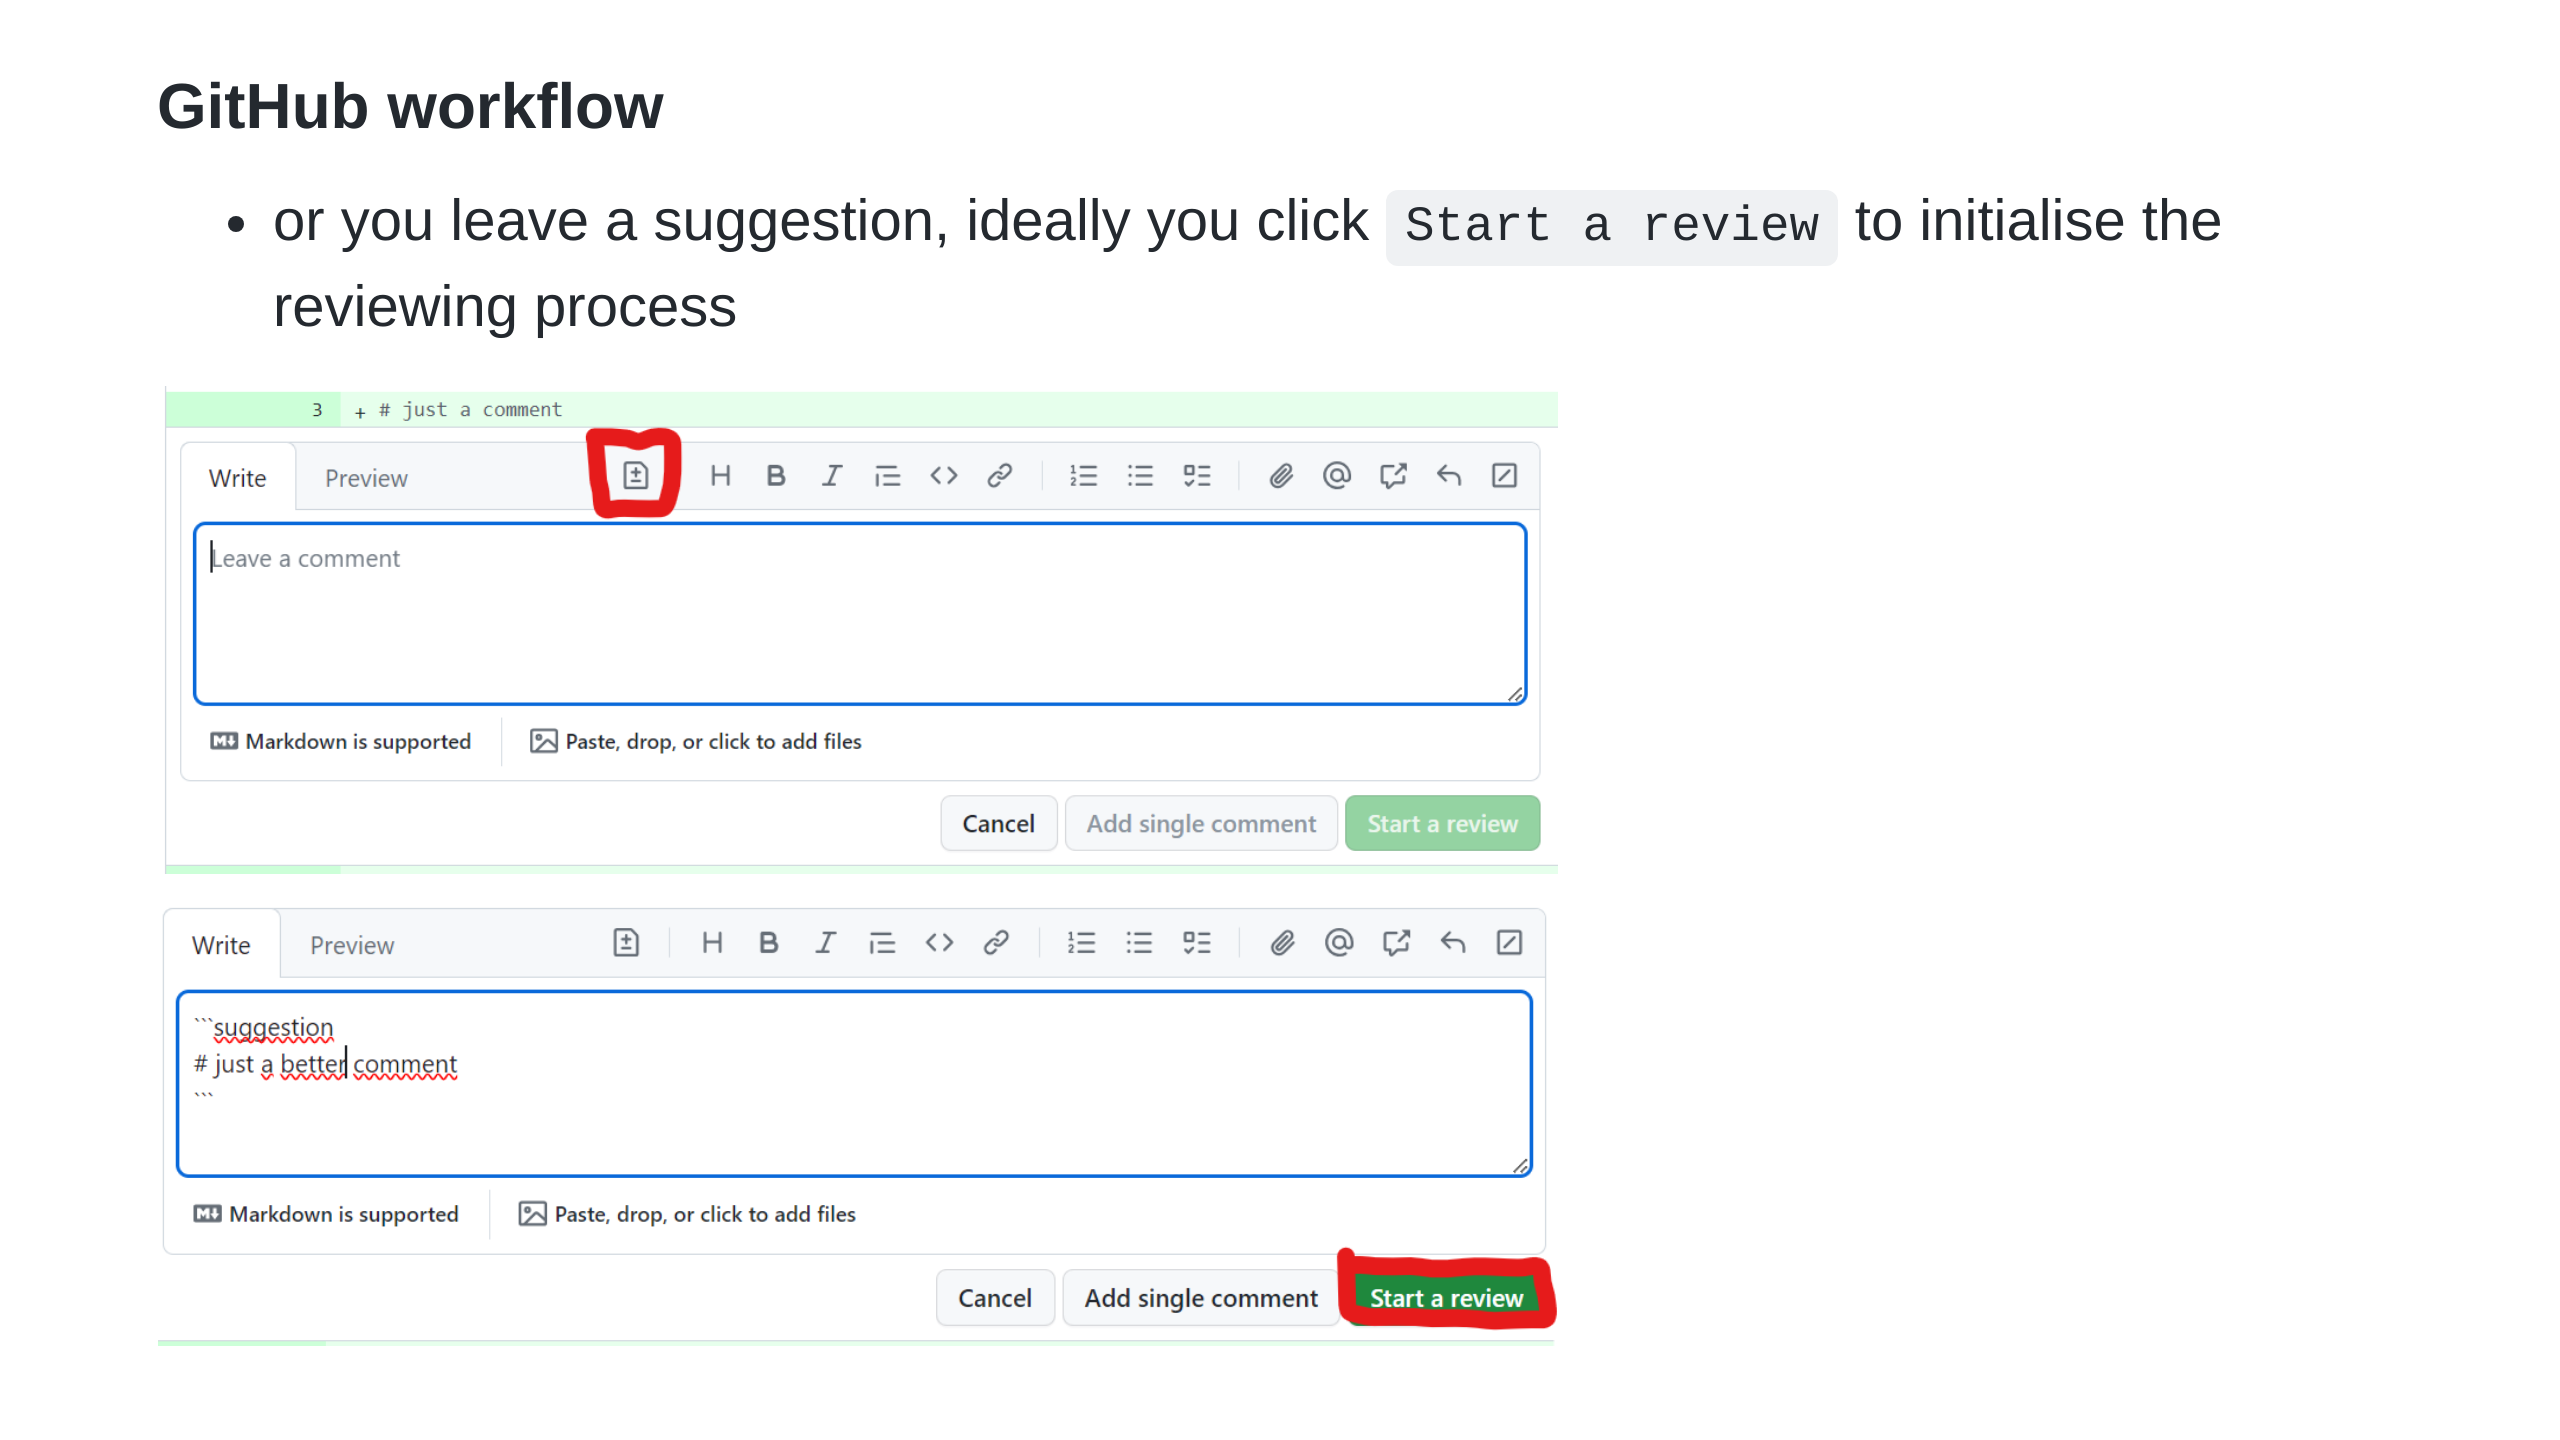 GitHub workflow
• or you leave a suggestion, ideally you click Start a review to initialise the
reviewing process
3 + # just a comment
Write Preview
Leave a comment
Markdown is supported Paste, drop, or click to add files
Cancel Add single comment Start a review
Write Preview
```suggestion
# just a better comment
```
Markdown is supported Paste, drop, or click to add files
Cancel Add single comment Start a review